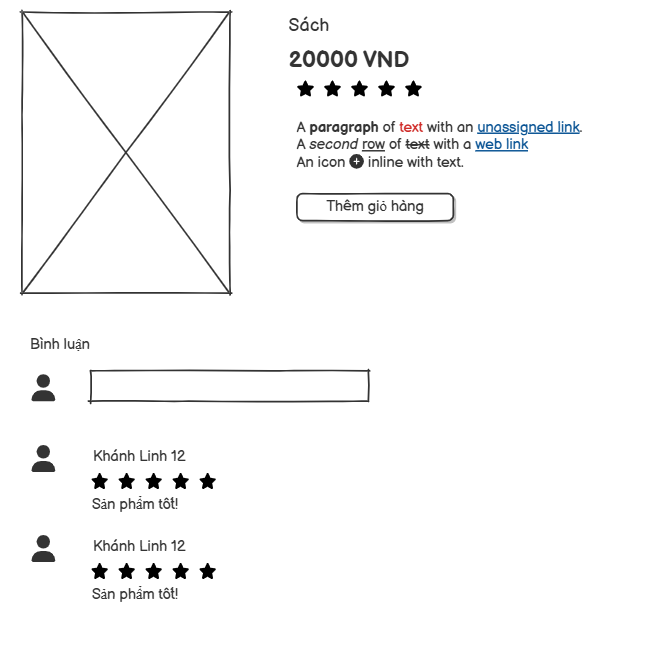 Sách
20000 VND
A paragraph of text with an unassigned link.
A second row of text with a web link
An icon inline with text.
Thêm giỏ hàng
Bình luận
Khánh Linh 12
Sản phẩm tốt!
Khánh Linh 12
Sản phẩm tốt!